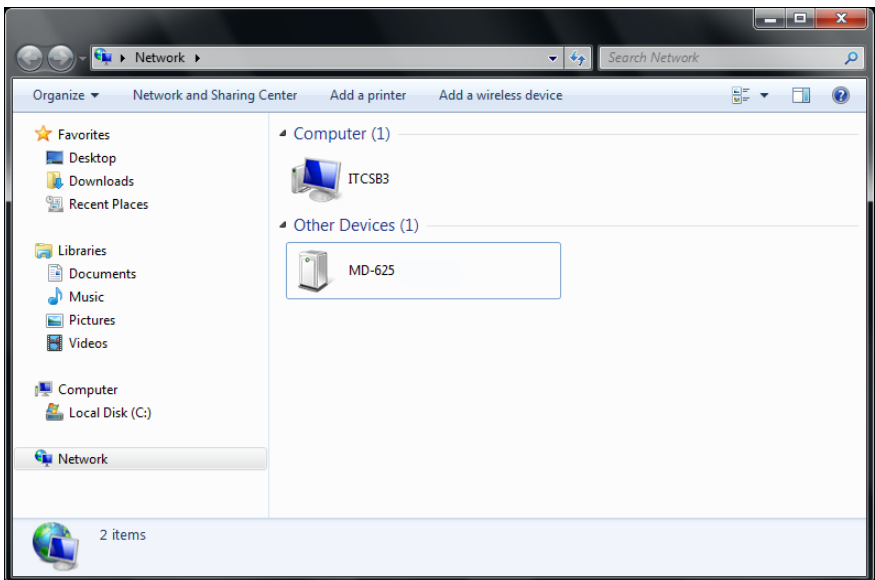 Network
Search Network
Organize Network and Sharing Center Add a printer Add a wireless device
Favorites
Desktop
Downloads
Recent Places
Libraries
Documents
Music
Pictures
Videos
Computer
Local Disk (C:)
Network
Computer (1)
ITCSB3
Other Devices (1)
MD-625
2 items